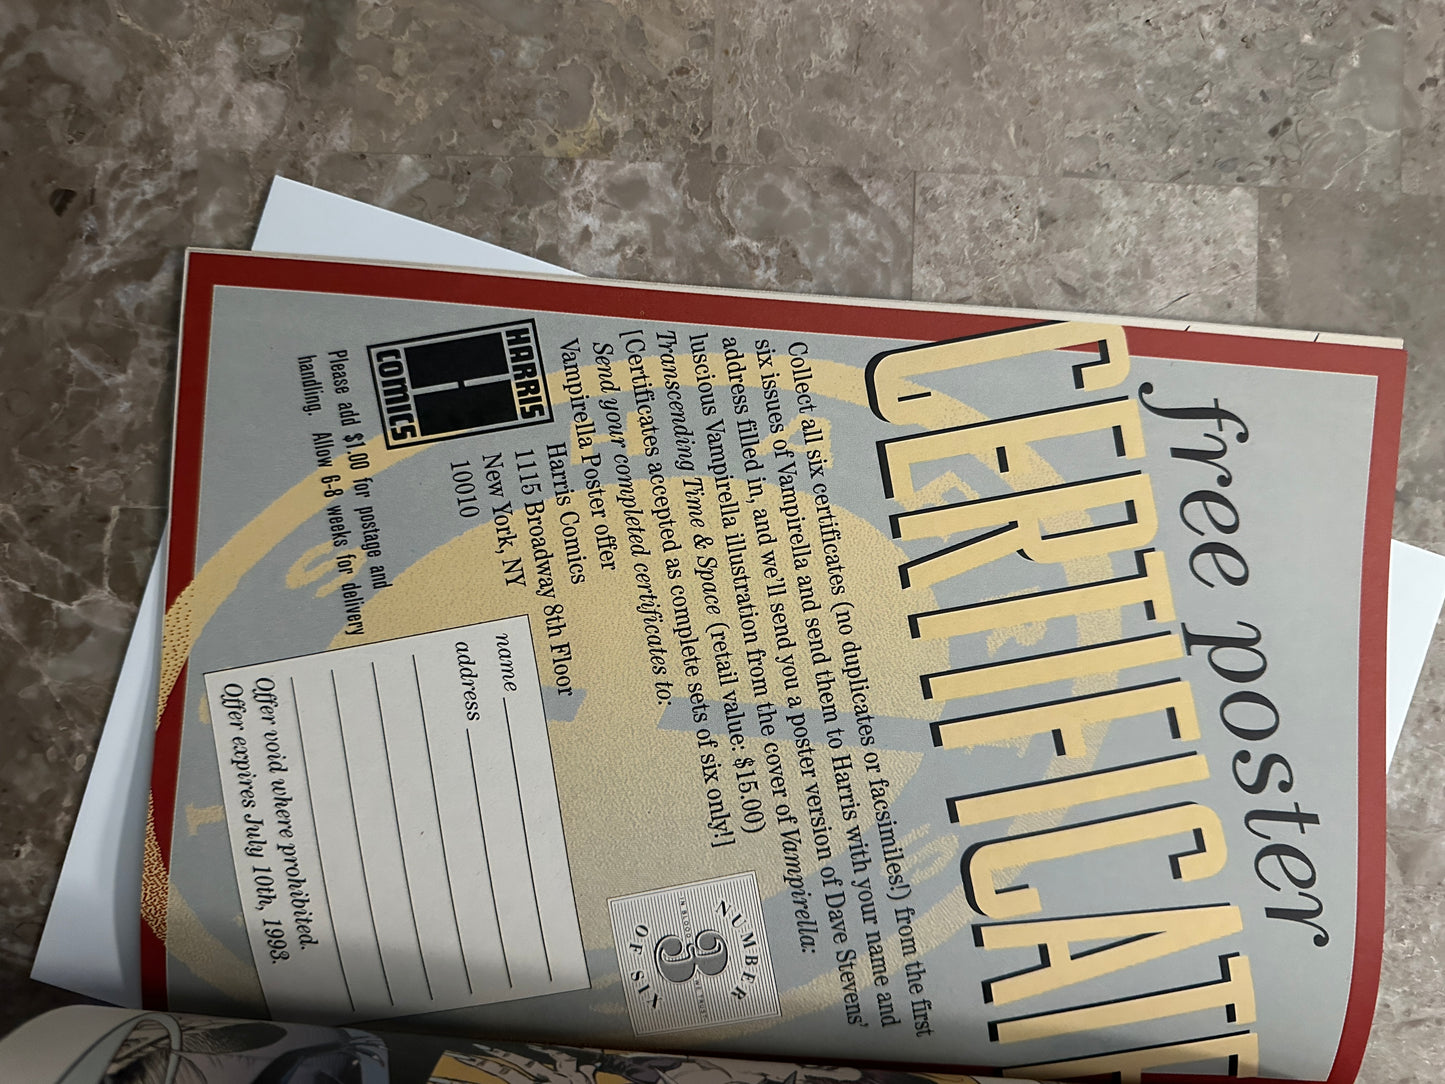 free poster
CERTIFICATE
Collect all six certificates (no duplicates or facsimiles!) from the first
six issues of Vampirella and send them to Harris with your name and
address filled in, and we'll send you a poster version of Dave Stevens'
luscious Vampirella illustration from the cover of Vampirella:
Transcending Time & Space (retail value: $15.00)
[Certificates accepted as complete sets of six only!]
Send your completed certificates to:
Vampirella Poster offer
Harris Comics
1115 Broadway 8th Floor
New York, NY
10010
HARRIS
COMICS
Please add $1.00 for postage and
handling. Allow 6-8 weeks for delivery
NUMBER
3
OF SIX
name
address
Offer void where prohibited.
Offer expires July 10th, 1993.